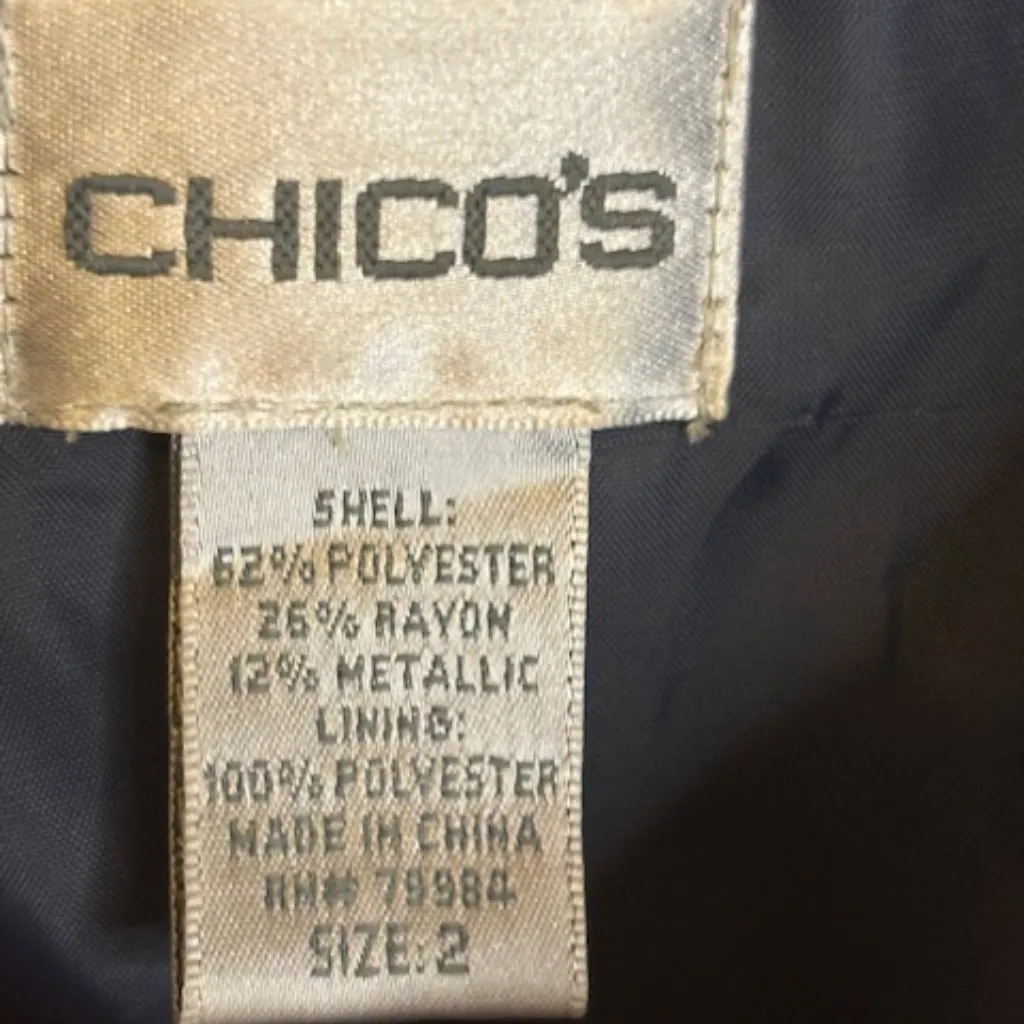 CHICO'S
SHELL:
62% POLYESTER
26% RAYON
12% METALLIC
LINING:
100% POLYESTER
MADE IN CHINA
RN# 79984
SIZE: 2